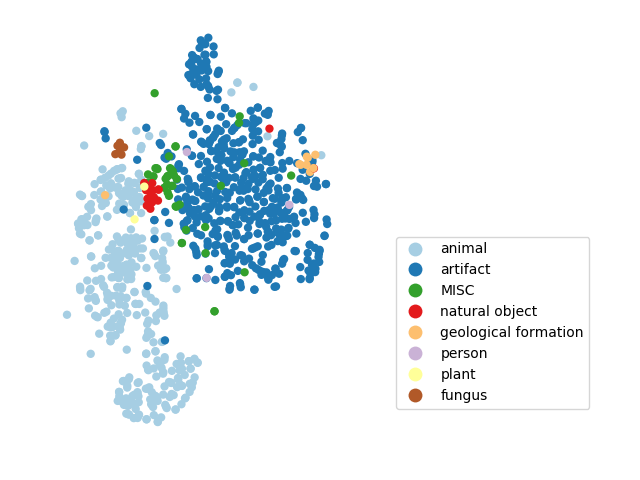 animal
artifact
MISC
natural object
geological formation
person
plant
fungus